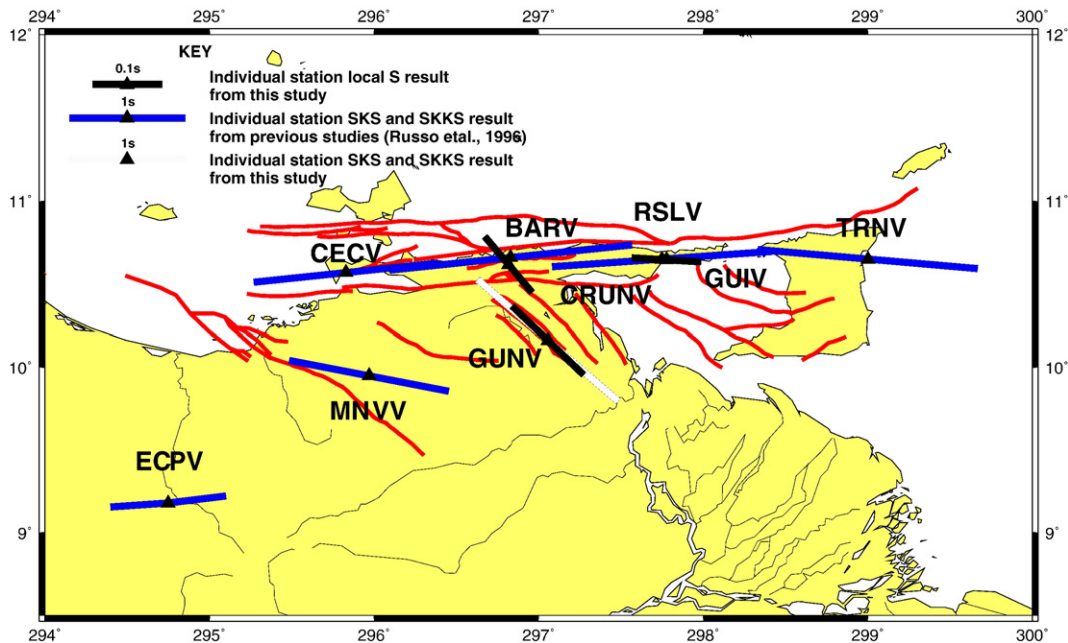 294˚ 295˚ 296˚ 297˚ 298˚ 299˚ 300˚
12˚ 12˚
KEY
0.1s
Individual station local S result
from this study
1s
Individual station SKS and SKKS result
from previous studies (Russo etal., 1996)
1s
Individual station SKS and SKKS result
from this study
11˚ 11˚
RSLV
BARV TRNV
CECV
GUIV
CRUNV
GUNV
10˚ 10˚
MNVV
ECPV
9˚ 9˚
294˚ 295˚ 296˚ 297˚ 298˚ 299˚ 300˚